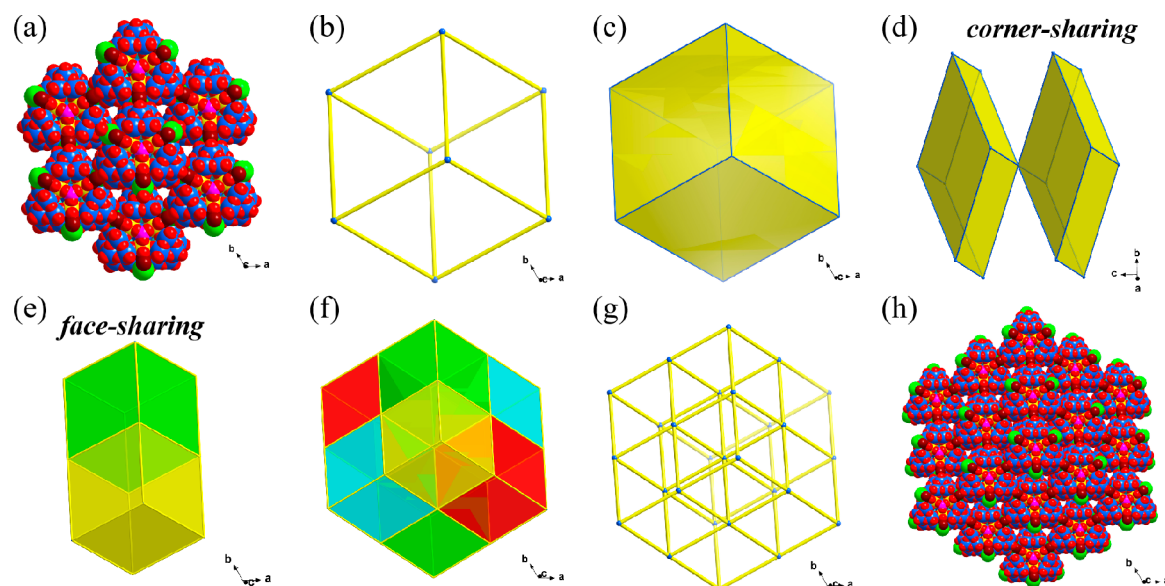 (a)
(b)
(c)
(d)
corner-sharing
b
c a
b
c a
b
c a
b
c
a
(e)
face-sharing
(f)
(g)
(h)
b
c a
b
c a
b
c a
b
c a